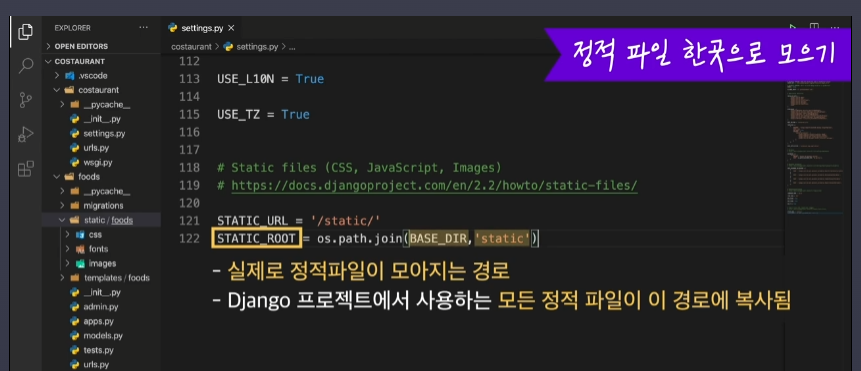 EXPLORER
settings.py
정적 파일 한곳으로 모으기
OPEN EDITORS
costaurant > settings.py > ...
COSTAURANT
.vscode
costaurant
__pycache__
__init__.py
settings.py
urls.py
wsgi.py
foods
__pycache__
migrations
static / foods
css
fonts
images
templates / foods
__init__.py
admin.py
apps.py
models.py
tests.py
urls.py
112
113 USE_L10N = True
114
115 USE_TZ = True
116
117
118 # Static files (CSS, JavaScript, Images)
119 # https://docs.djangoproject.com/en/2.2/howto/static-files/
120
121 STATIC_URL = '/static/'
122 STATIC_ROOT = os.path.join(BASE_DIR,'static')
- 실제로 정적파일이 모아지는 경로
- Django 프로젝트에서 사용하는 모든 정적 파일이 이 경로에 복사됨